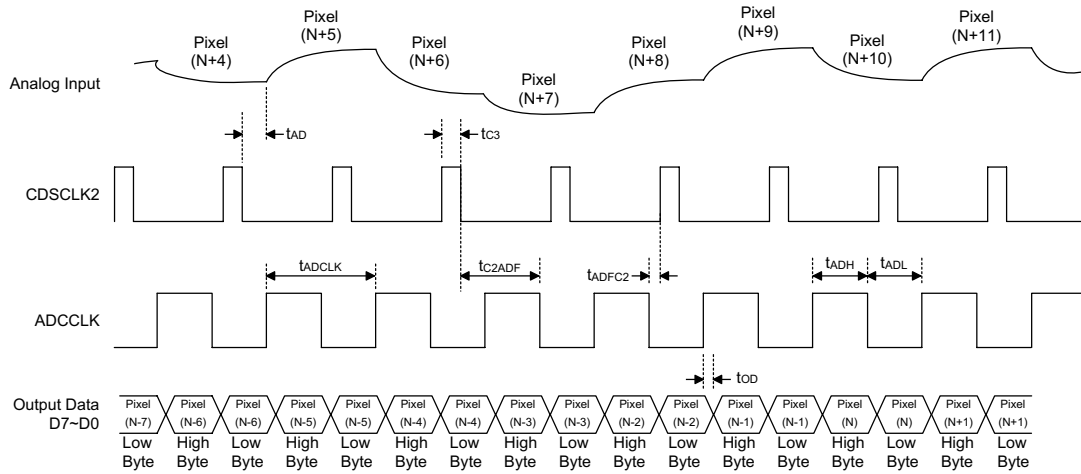 Pixel
(N+4)
Pixel
(N+5)
Pixel
(N+6)
Pixel
(N+7)
Pixel
(N+8)
Pixel
(N+9)
Pixel
(N+10)
Pixel
(N+11)
Analog Input
tAD
tC3
CDSCLK2
tADCLK
tC2ADF
tADFC2
tADH
tADL
ADCCLK
tOD
Output Data
D7~D0
Pixel Pixel Pixel Pixel Pixel Pixel Pixel Pixel Pixel Pixel Pixel Pixel Pixel Pixel Pixel Pixel Pixel
(N-7) (N-6) (N-6) (N-5) (N-5) (N-4) (N-4) (N-3) (N-3) (N-2) (N-2) (N-1) (N-1) (N) (N) (N+1) (N+1)
Low High Low High Low High Low High Low High Low High Low High Low High Low
Byte Byte Byte Byte Byte Byte Byte Byte Byte Byte Byte Byte Byte Byte Byte Byte Byte